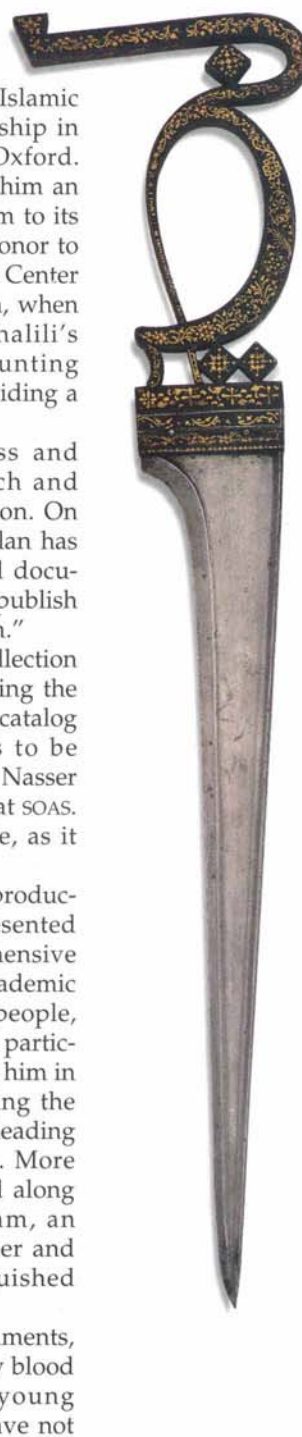 Islamic
ship in
Oxford.
him an
m to its
onor to
Center
, when
halili's
unting
iding a
ss and
ch and
on. On
lan has
l docu-
publish
n."
llection
ing the
catalog
s to be
Nasser
at SOAS.
e, as it
produc-
esented
hensive
ademic
people,
partic-
him in
ing the
eading
. More
d along
am, an
er and
uished
ments,
w blood
young
ave not